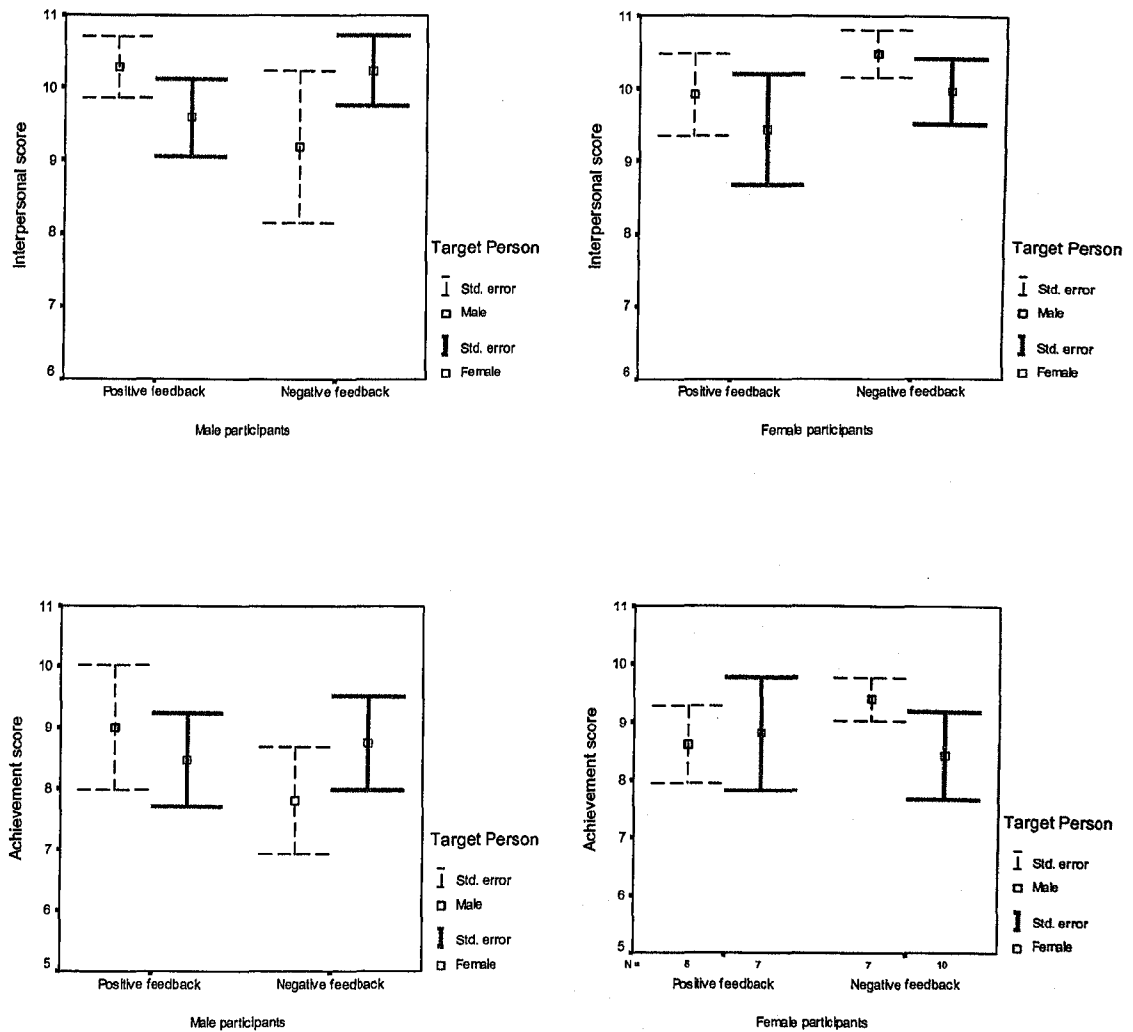 Interpersonal score
11
10
9
8
7
6
Positive feedback
Negative feedback
Male participants
Target Person
Std. error
Male
Std. error
Female
Interpersonal score
11
10
9
8
7
6
Positive feedback
Negative feedback
Female participants
Target Person
Std. error
Male
Std. error
Female
Achievement score
11
10
9
8
7
6
5
Positive feedback
Negative feedback
Male participants
Target Person
Std. error
Male
Std. error
Female
Achievement score
11
10
9
8
7
6
5
N = 7 7 10
Positive feedback
Negative feedback
Female participants
Target Person
Std. error
Male
Std. error
Female